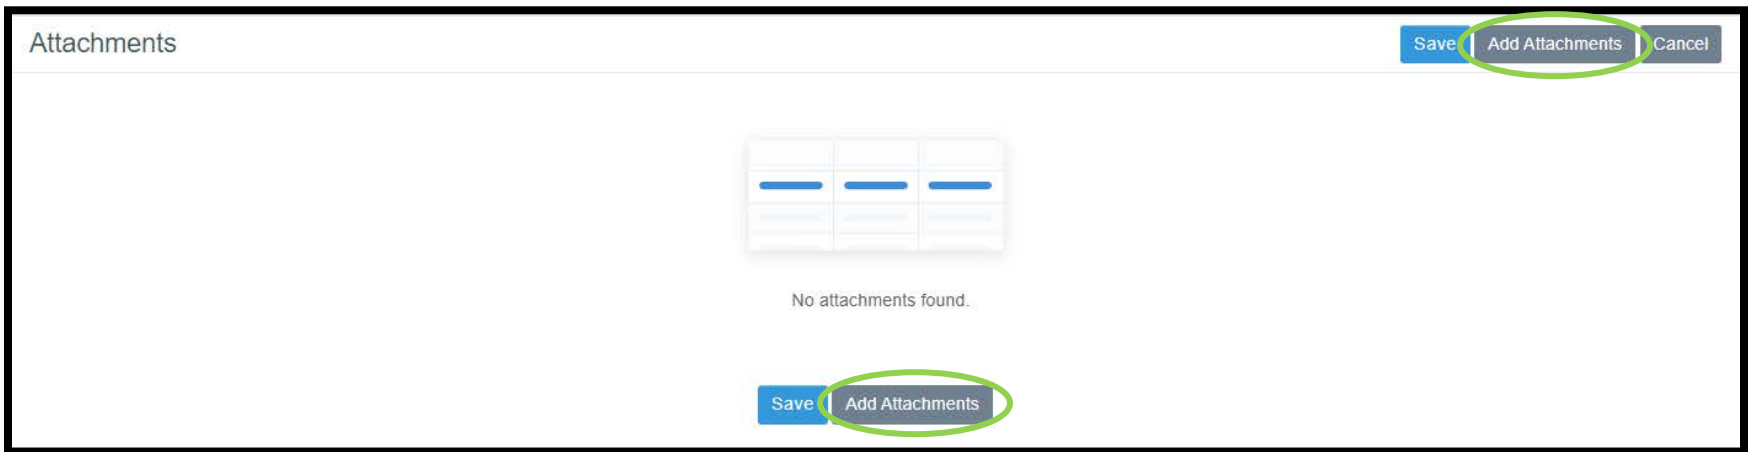 Attachments
Save Add Attachments Cancel
No attachments found.
Save Add Attachments